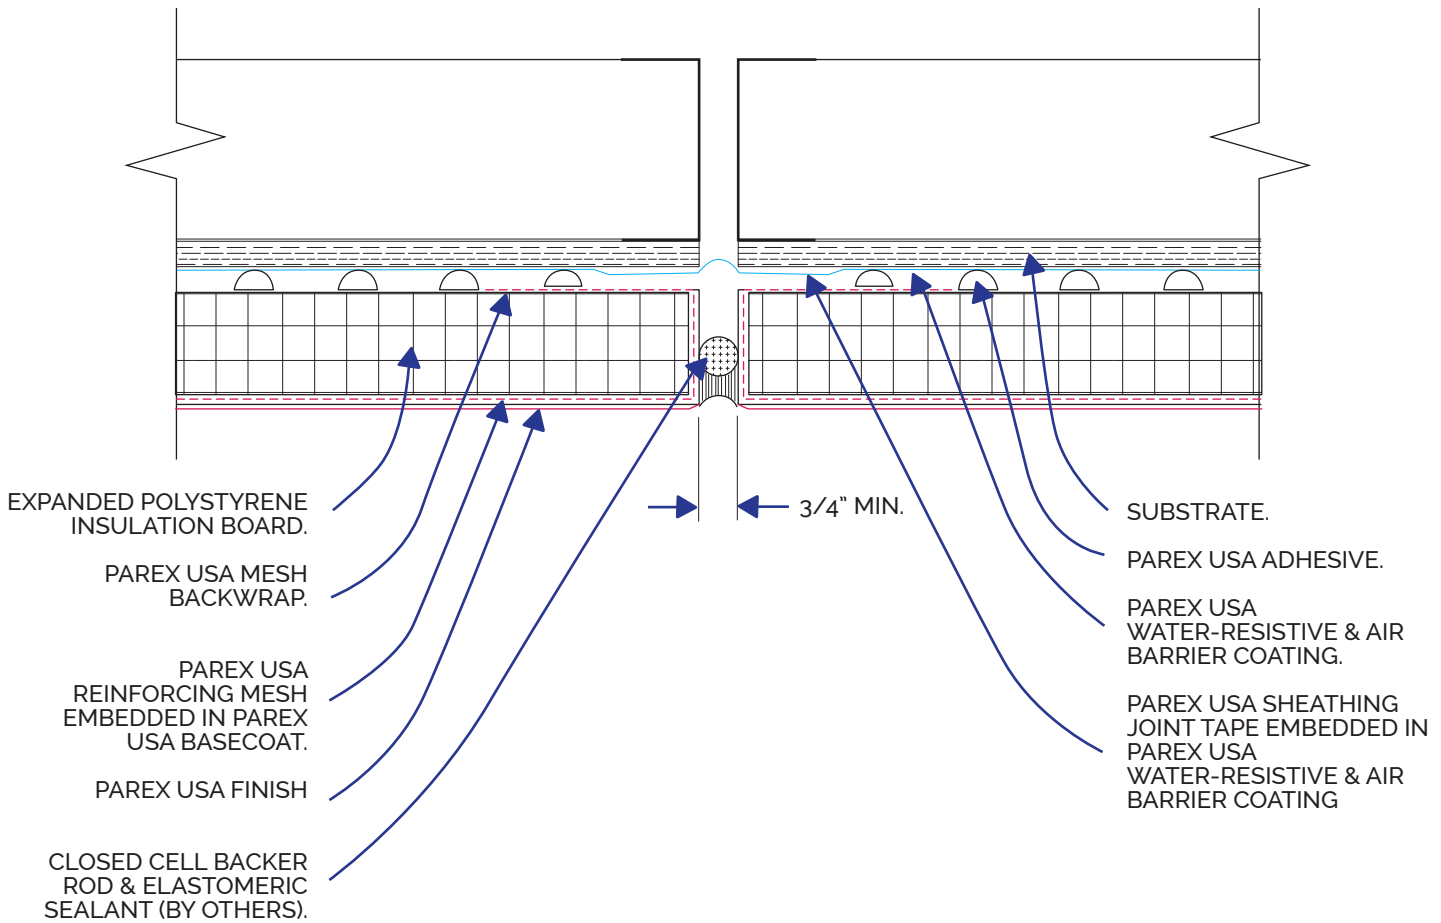 EXPANDED POLYSTYRENE
INSULATION BOARD.
PAREX USA MESH
BACKWRAP.
PAREX USA
REINFORCING MESH
EMBEDDED IN PAREX
USA BASECOAT.
PAREX USA FINISH
CLOSED CELL BACKER
ROD & ELASTOMERIC
SEALANT (BY OTHERS).
3/4" MIN.
SUBSTRATE.
PAREX USA ADHESIVE.
PAREX USA
WATER-RESISTIVE & AIR
BARRIER COATING.
PAREX USA SHEATHING
JOINT TAPE EMBEDDED IN
PAREX USA
WATER-RESISTIVE & AIR
BARRIER COATING